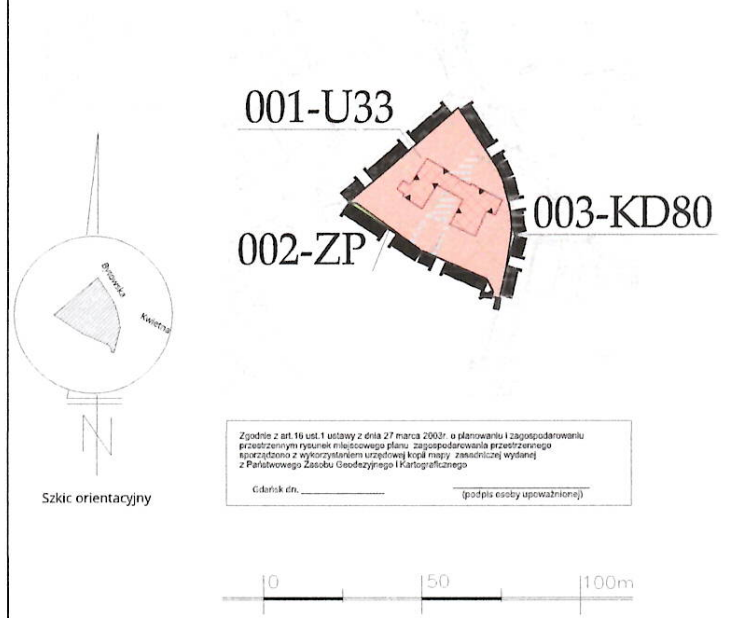 001-U33
003-KD80
002-ZP
Bytowska
Kwietna
N
Szkic orientacyjny
Zgodnie z art.16 ust.1 ustawy z dnia 27 marca 2003r. o planowaniu i zagospodarowaniu
przestrzennym rysunek miejscowego planu zagospodarowania przestrzennego
sporządzono z wykorzystaniem urzędowej kopii mapy zasadniczej wydanej
z Państwowego Zasobu Geodezyjnego i Kartograficznego
Gdańsk dn.
(podpis osoby upoważnionej)
0 50 100m